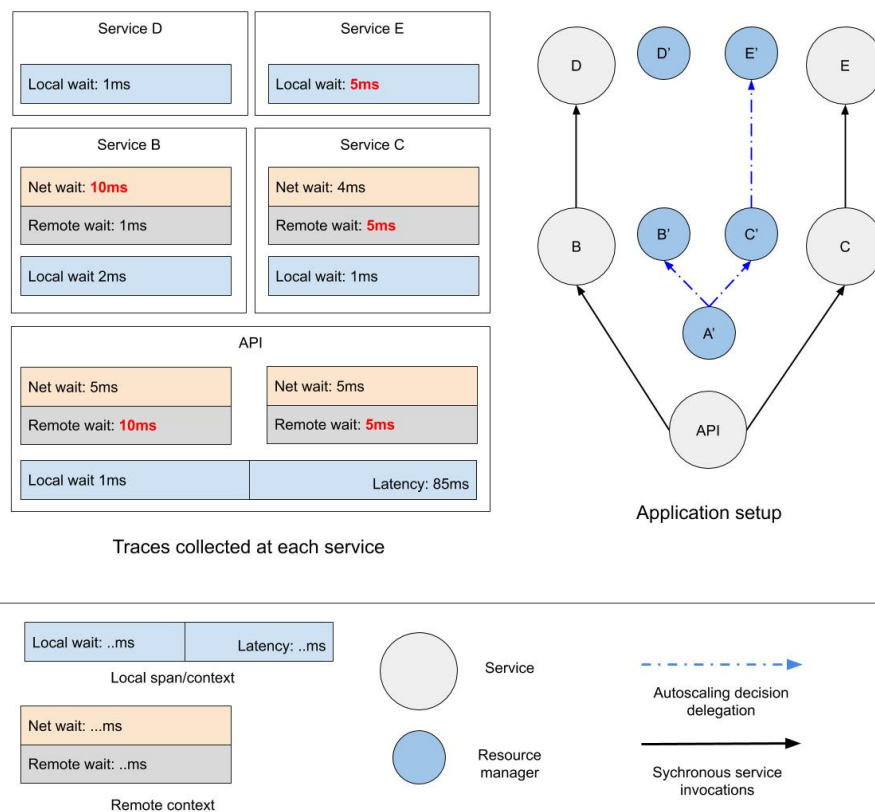 Service D
Local wait: 1ms
Service E
Local wait: 5ms
Service B
Net wait: 10ms
Remote wait: 1ms
Local wait 2ms
Service C
Net wait: 4ms
Remote wait: 5ms
Local wait: 1ms
API
Net wait: 5ms
Remote wait: 10ms
Net wait: 5ms
Remote wait: 5ms
Local wait 1ms
Latency: 85ms
Traces collected at each service
D
D'
E'
E
B
B'
C'
C
A'
API
Application setup
Local wait: ..ms
Latency: ..ms
Local span/context
Net wait: ...ms
Remote wait: ..ms
Remote context
Service
Resource
manager
Autoscaling decision
delegation
Sychronous service
invocations